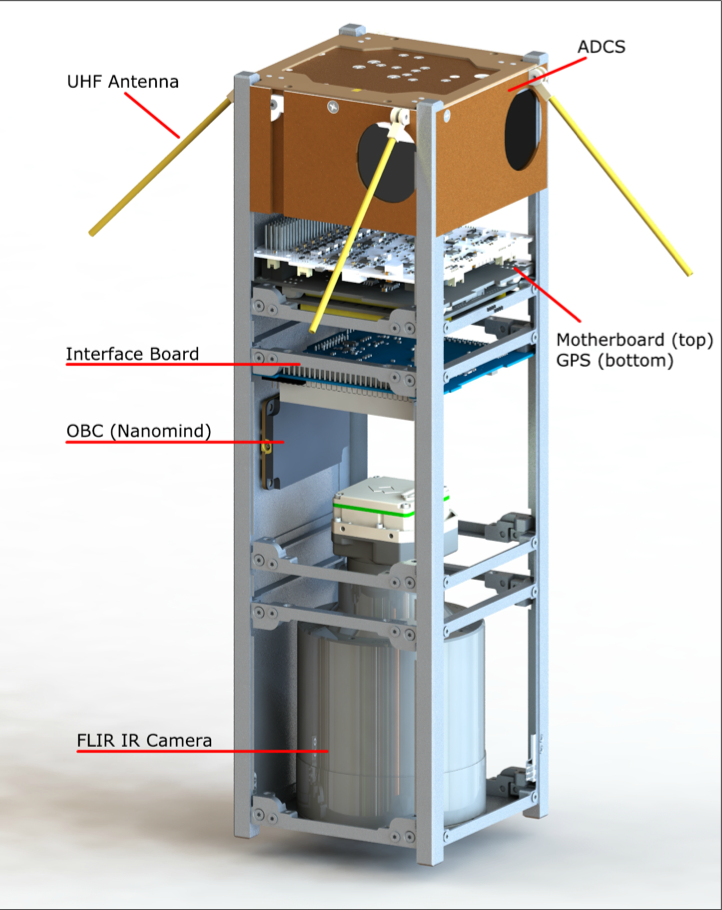 ADCS
UHF Antenna
Motherboard (top)
GPS (bottom)
Interface Board
OBC (Nanomind)
FLIR IR Camera